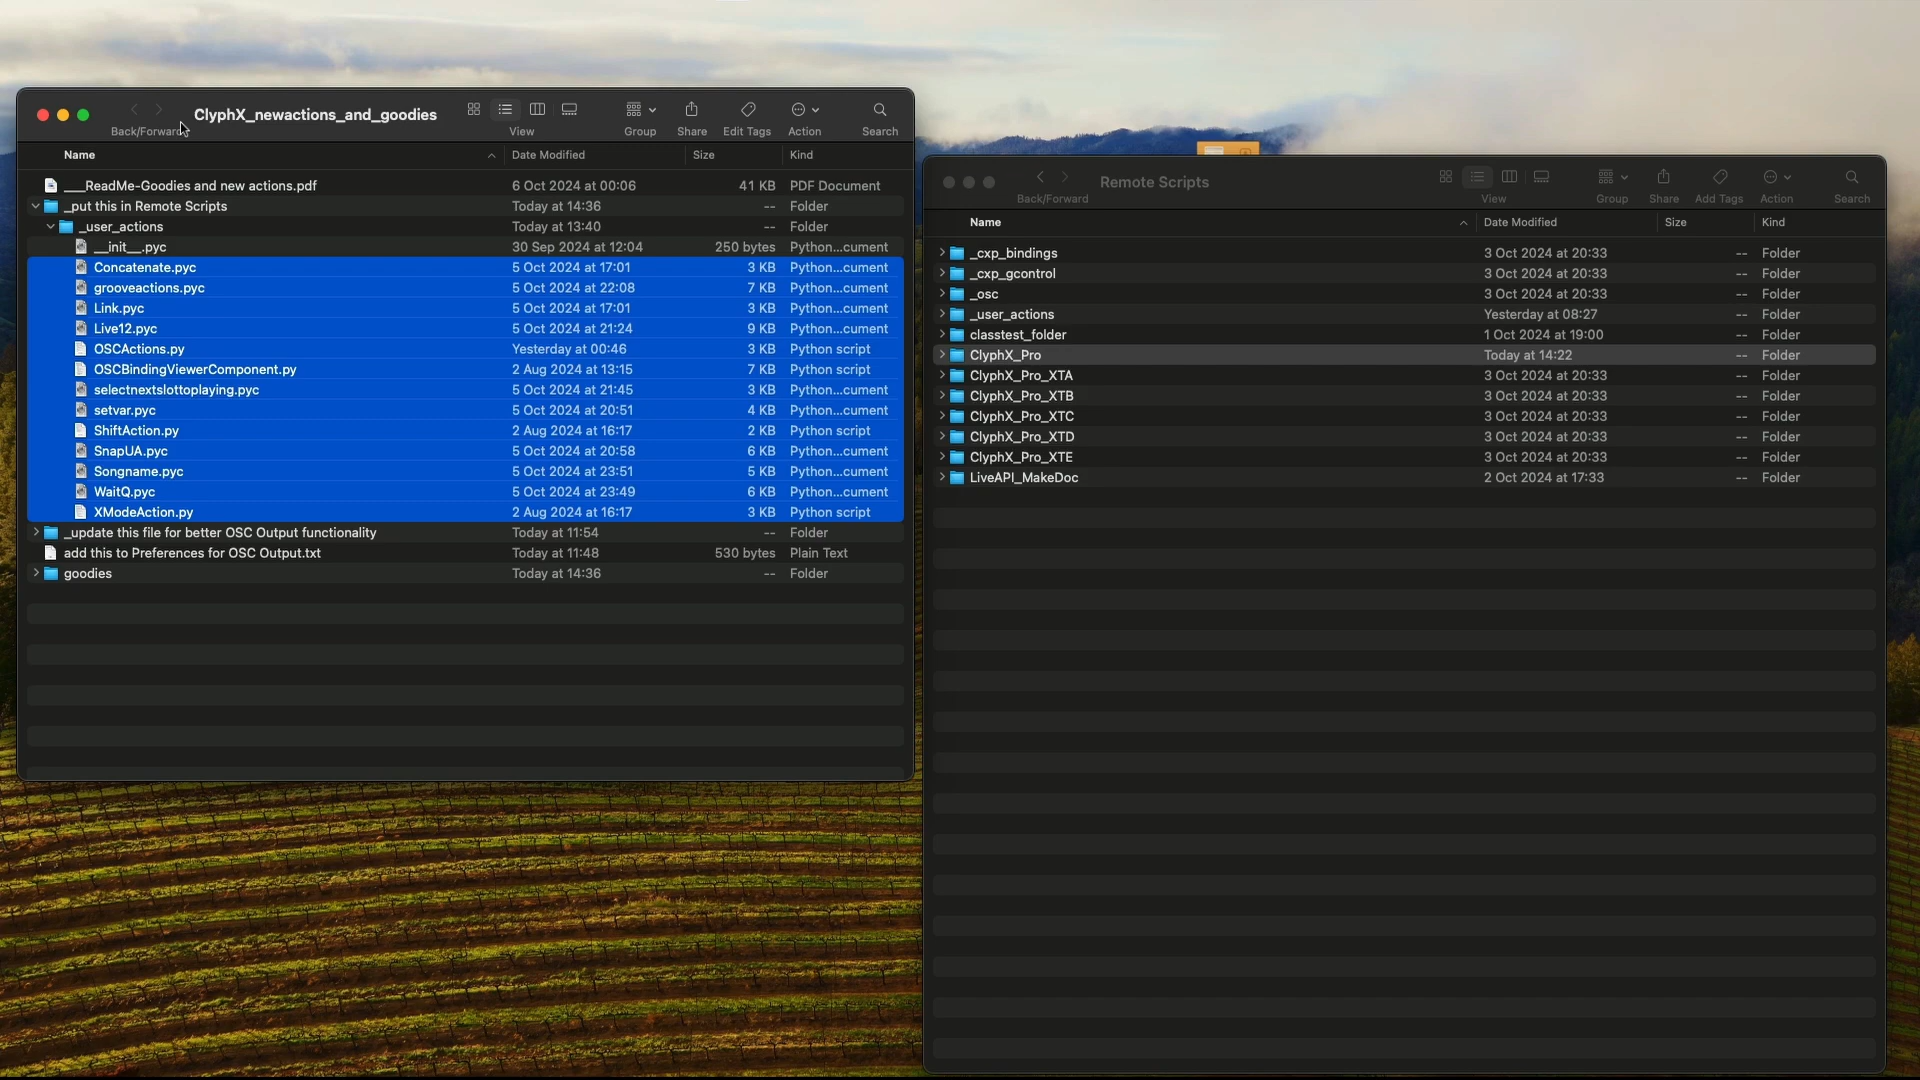 ClyphX_newactions_and_goodies
Back/Forward View Group Share Edit Tags Action Search
Name Date Modified Size Kind
___ReadMe-Goodies and new actions.pdf 6 Oct 2024 at 00:06 41 KB PDF Document
_put this in Remote Scripts Today at 14:36 -- Folder
_user_actions Today at 13:40 -- Folder
__init__.pyc 30 Sep 2024 at 12:04 250 bytes Python...cument
Concatenate.pyc 5 Oct 2024 at 17:01 3 KB Python...cument
grooveactions.pyc 5 Oct 2024 at 22:08 7 KB Python...cument
Link.pyc 5 Oct 2024 at 17:01 3 KB Python...cument
Live12.pyc 5 Oct 2024 at 21:24 9 KB Python...cument
OSCActions.py Yesterday at 00:46 3 KB Python script
OSCBindingViewerComponent.py 2 Aug 2024 at 13:15 7 KB Python script
selectnextslottoplaying.pyc 5 Oct 2024 at 21:45 3 KB Python...cument
setvar.pyc 5 Oct 2024 at 20:51 4 KB Python...cument
ShiftAction.py 2 Aug 2024 at 16:17 2 KB Python script
SnapUA.pyc 5 Oct 2024 at 20:58 6 KB Python...cument
Songname.pyc 5 Oct 2024 at 23:51 5 KB Python...cument
WaitQ.pyc 5 Oct 2024 at 23:49 6 KB Python...cument
XModeAction.py 2 Aug 2024 at 16:17 3 KB Python script
_update this file for better OSC Output functionality Today at 11:54 -- Folder
add this to Preferences for OSC Output.txt Today at 11:48 530 bytes Plain Text
goodies Today at 14:36 -- Folder
Remote Scripts
Back/Forward View Group Share Add Tags Action Search
Name Date Modified Size Kind
_cxp_bindings 3 Oct 2024 at 20:33 -- Folder
_cxp_gcontrol 3 Oct 2024 at 20:33 -- Folder
_osc 3 Oct 2024 at 20:33 -- Folder
_user_actions Yesterday at 08:27 -- Folder
classtest_folder 1 Oct 2024 at 19:00 -- Folder
ClyphX_Pro Today at 14:22 -- Folder
ClyphX_Pro_XTA 3 Oct 2024 at 20:33 -- Folder
ClyphX_Pro_XTB 3 Oct 2024 at 20:33 -- Folder
ClyphX_Pro_XTC 3 Oct 2024 at 20:33 -- Folder
ClyphX_Pro_XTD 3 Oct 2024 at 20:33 -- Folder
ClyphX_Pro_XTE 3 Oct 2024 at 20:33 -- Folder
LiveAPI_MakeDoc 2 Oct 2024 at 17:33 -- Folder